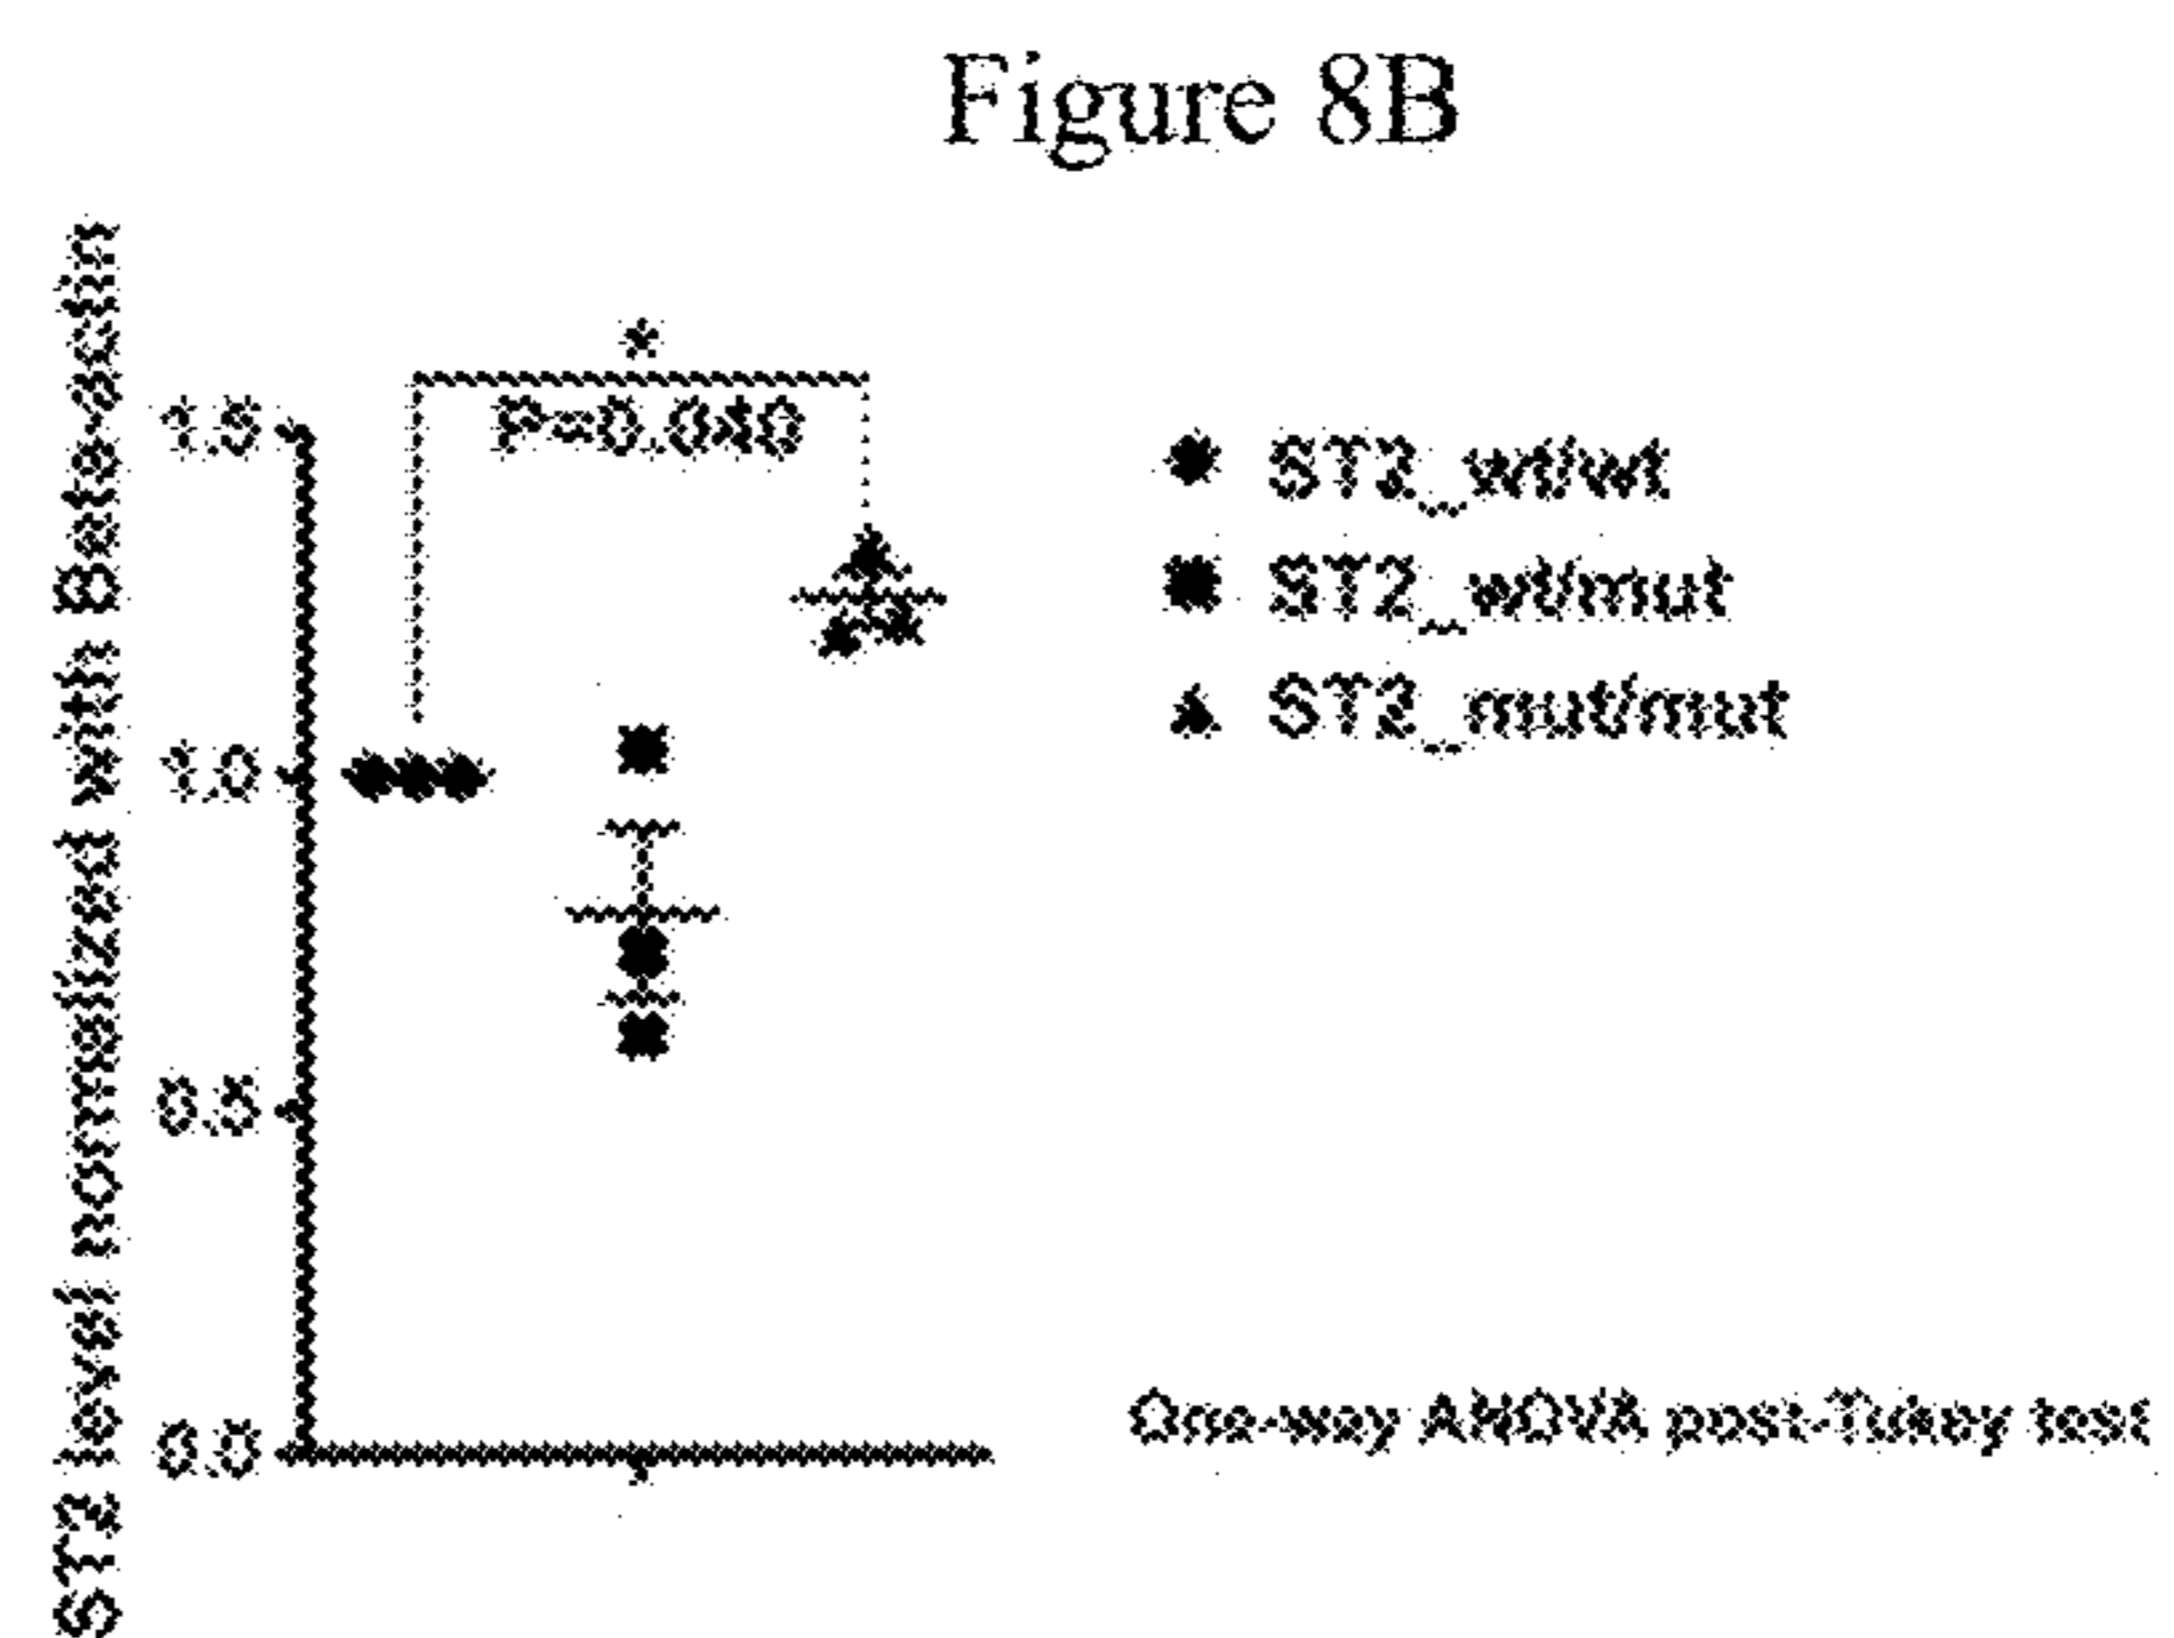 Figure 8B
ST2 level normalized with Beta-actin
*
P=0.040
1.5
1.0
0.5
0.0
ST2_wt/wt
ST2_wt/mut
ST2_mut/mut
One-way ANOVA post-Tukey test